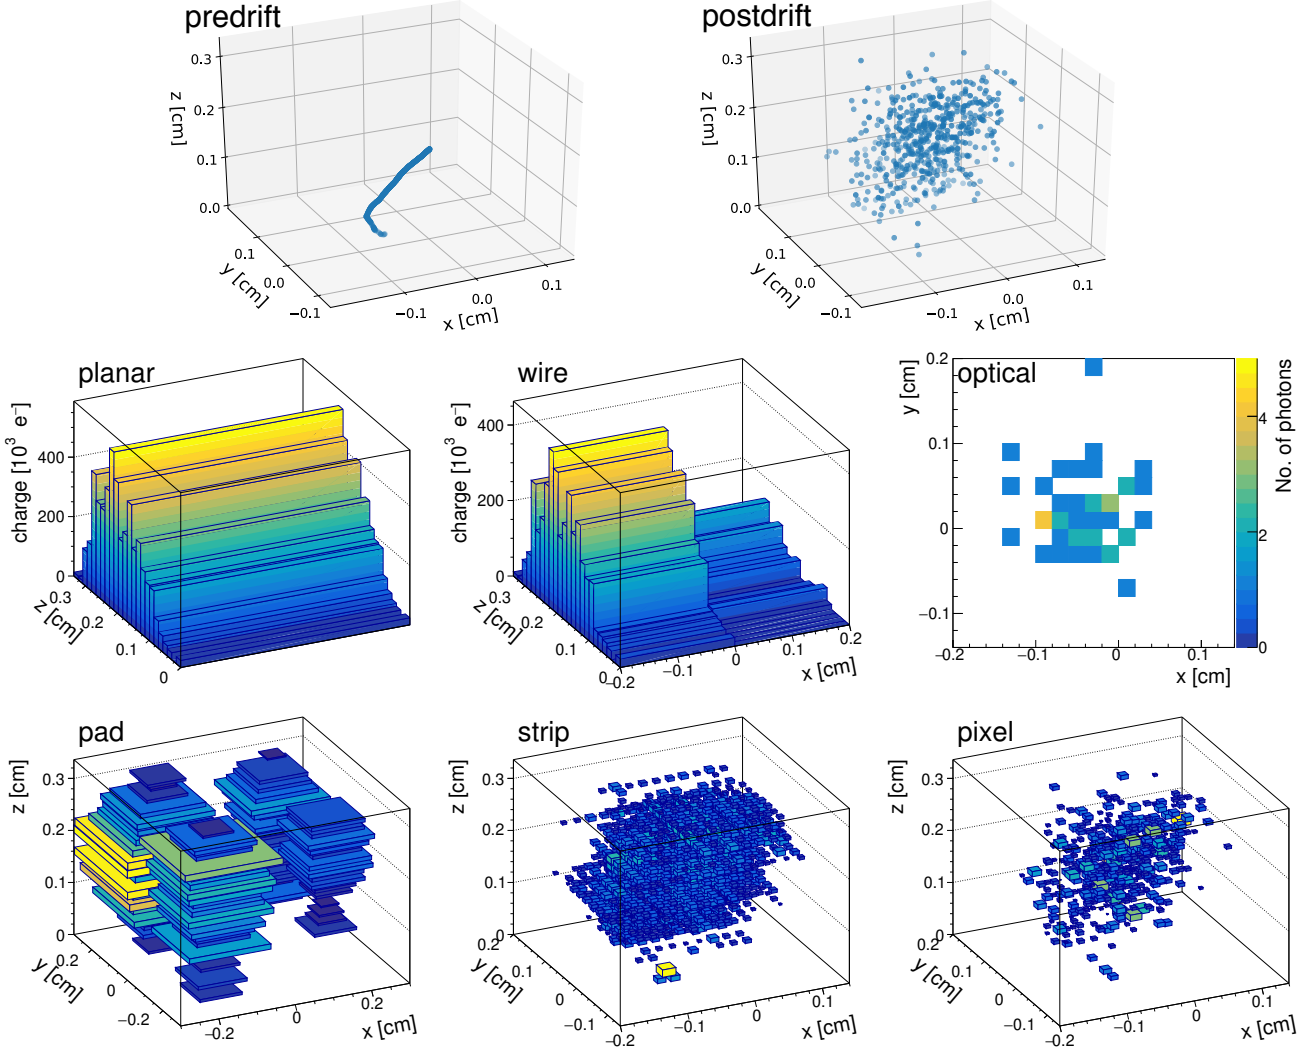 predrift
z [cm]
0.3
0.2
0.1
0.0
0.1
0.0
−0.1
y [cm]
−0.1
0.0
0.1
x [cm]
postdrift
z [cm]
0.3
0.2
0.1
0.0
0.1
0.0
−0.1
y [cm]
−0.1
0.0
0.1
x [cm]
planar
charge [10³ e⁻]
400
200
0
0.3
0.2
0.1
0
z [cm]
wire
charge [10³ e⁻]
400
200
0
0.3
0.2
0.1
0
z [cm]
−0.2
−0.1
0
0.1
0.2
x [cm]
optical
y [cm]
0.2
0.1
0
−0.1
−0.2
−0.1
0
0.1
x [cm]
4
2
0
No. of photons
pad
z [cm]
0.3
0.2
0.1
0
0.2
0
−0.2
y [cm]
−0.2
0
0.2
x [cm]
strip
z [cm]
0.3
0.2
0.1
0
0.2
0.1
0
−0.1
y [cm]
−0.2
−0.1
0
0.1
x [cm]
pixel
z [cm]
0.3
0.2
0.1
0
0.2
0.1
0
−0.1
y [cm]
−0.2
−0.1
0
0.1
x [cm]